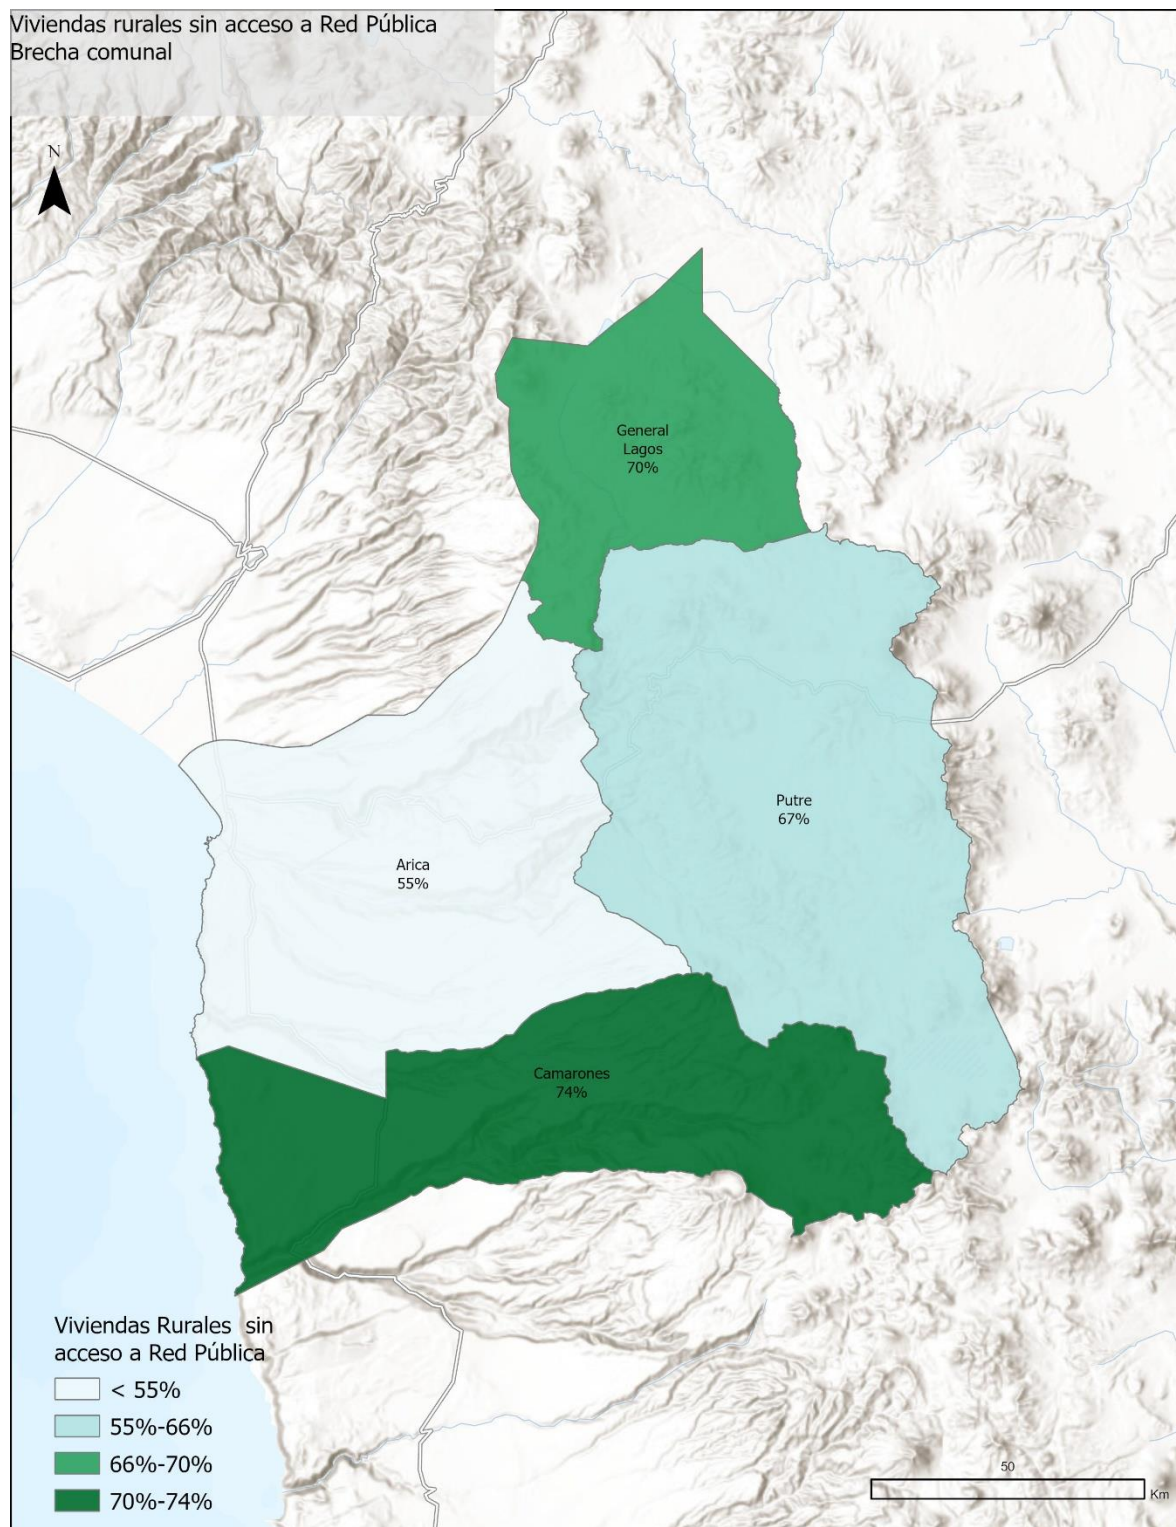 Viviendas rurales sin acceso a Red Pública
Brecha comunal
N
General
Lagos
70%
Putre
67%
Arica
55%
Camarones
74%
Viviendas Rurales sin
acceso a Red Pública
< 55%
55%-66%
66%-70%
70%-74%
50
Km